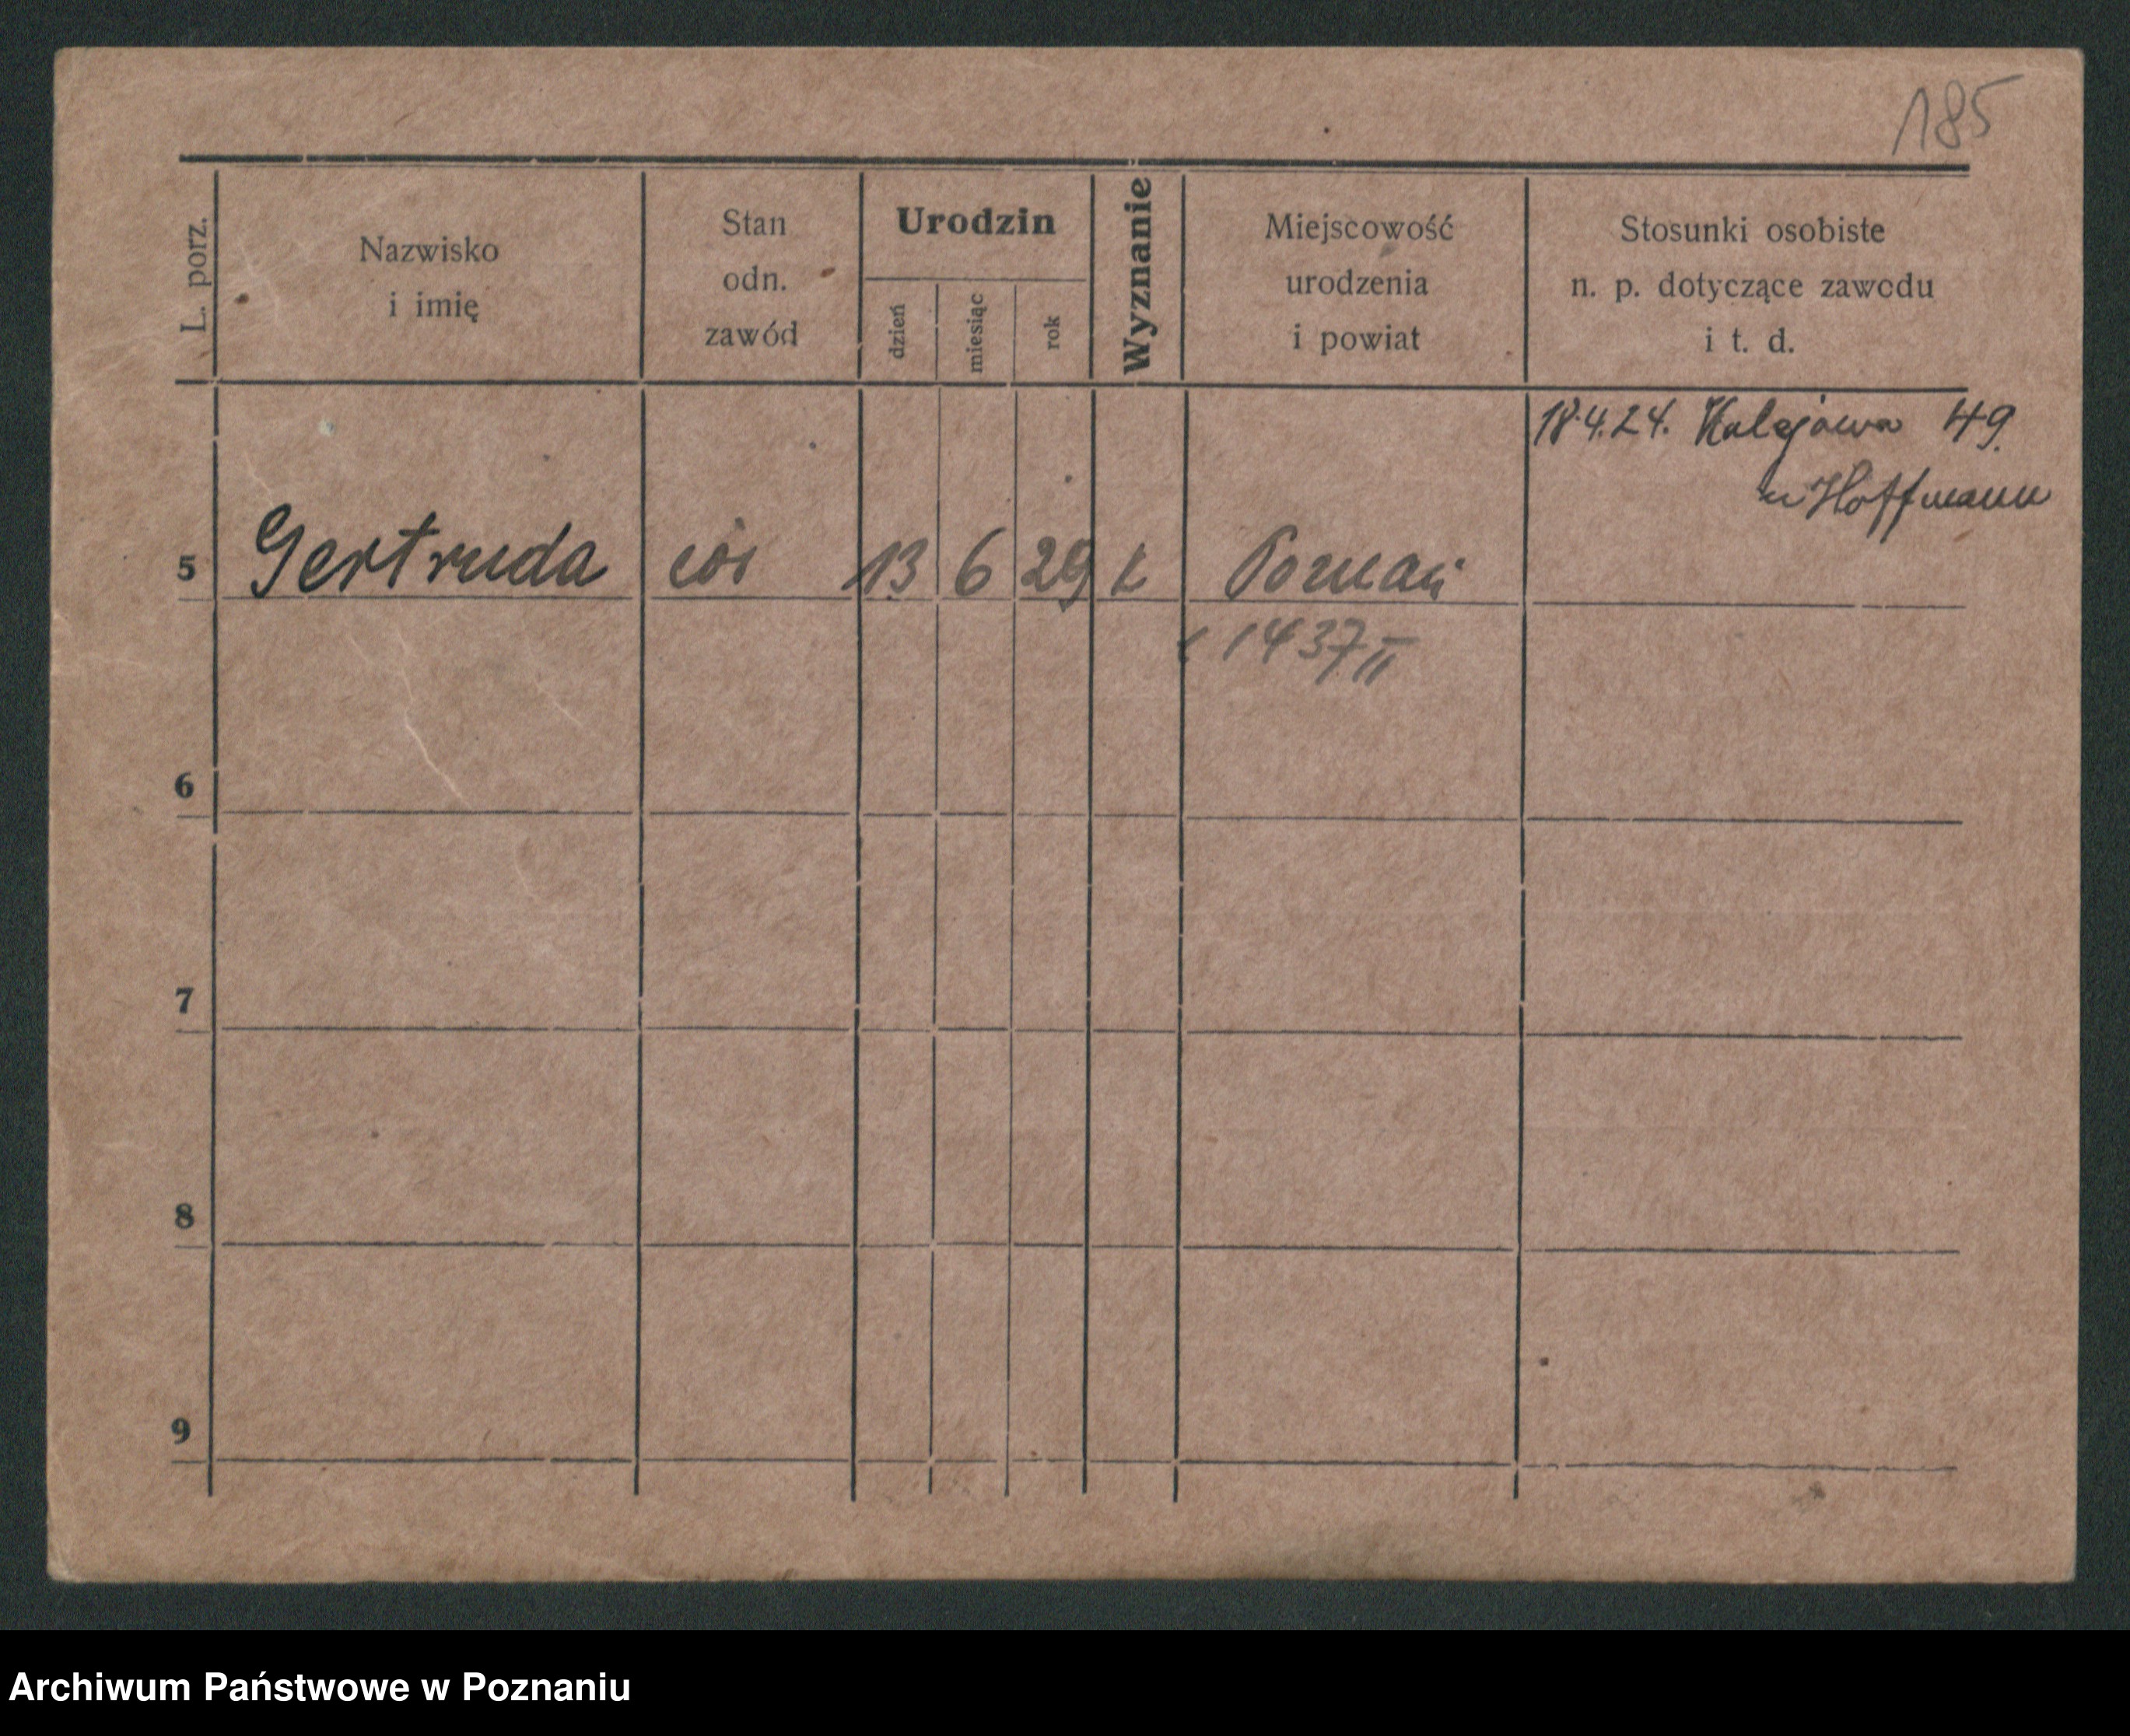 185
L. porz.
Nazwisko
i imię
Stan
odn.
zawód
Urodzin
dzień
miesiąc
rok
Wyznanie
Miejscowość
urodzenia
i powiat
Stosunki osobiste
n. p. dotyczące zawodu
i t. d.
18.4.24. Kolejowa 49.
u Hoffmann
5 Gertruda 13 6 29 k Poznań
1437 II
6
7
8
9
Archiwum Państwowe w Poznaniu